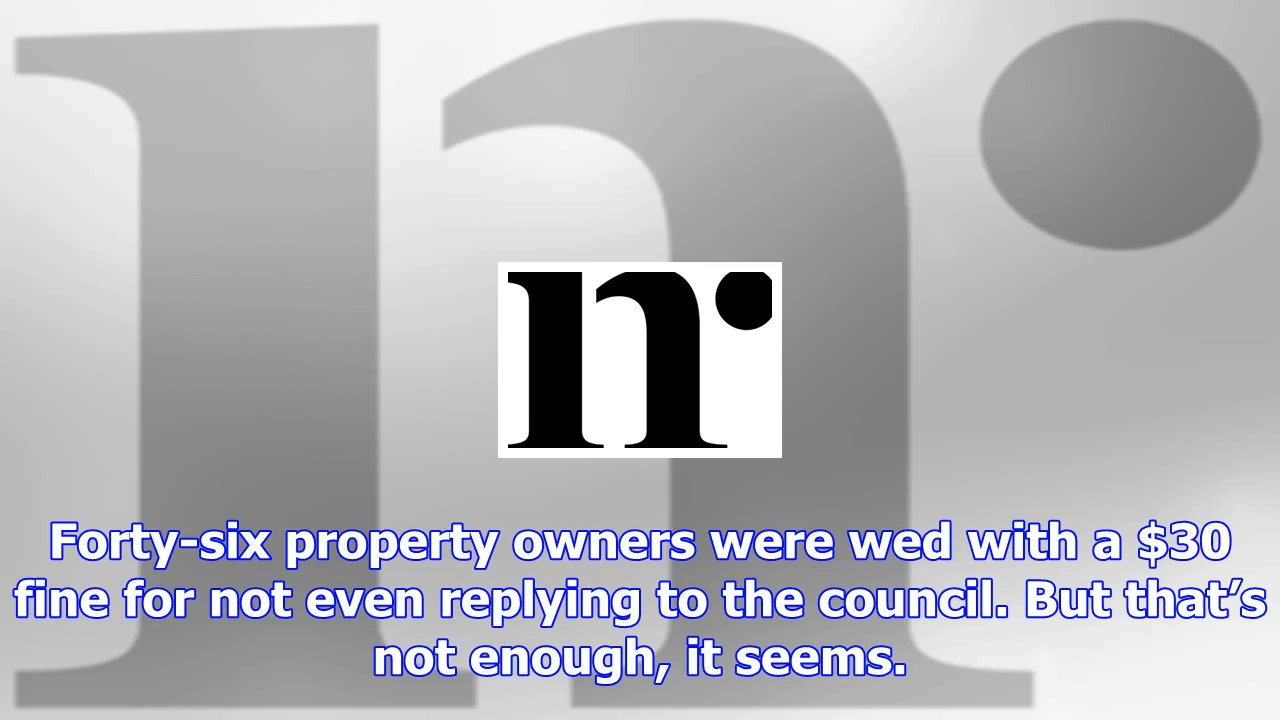 n
Forty-six property owners were wed with a $30
fine for not even replying to the council. But that’s
not enough, it seems.